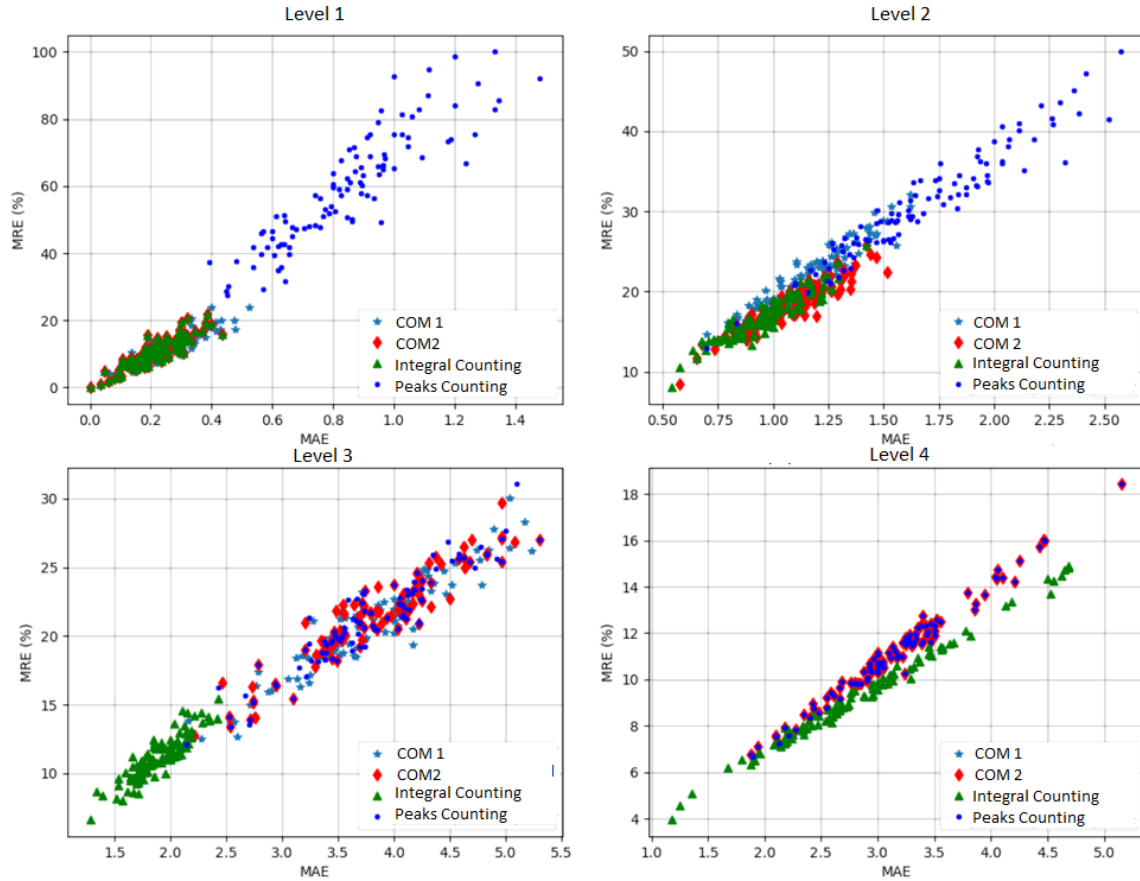 Level 1
Level 2
100
80
60
40
20
0
MRE (%)
COM 1
COM2
Integral Counting
Peaks Counting
0.0 0.2 0.4 0.6 0.8 1.0 1.2 1.4
MAE
50
40
30
20
10
MRE (%)
COM 1
COM 2
Integral Counting
Peaks Counting
0.50 0.75 1.00 1.25 1.50 1.75 2.00 2.25 2.50
MAE
Level 3
Level 4
30
25
20
15
10
MRE (%)
COM 1
COM2
Integral Counting
Peaks Counting
1.5 2.0 2.5 3.0 3.5 4.0 4.5 5.0 5.5
MAE
18
16
14
12
10
8
6
4
MRE (%)
COM 1
COM 2
Integral Counting
Peaks Counting
1.0 1.5 2.0 2.5 3.0 3.5 4.0 4.5 5.0
MAE